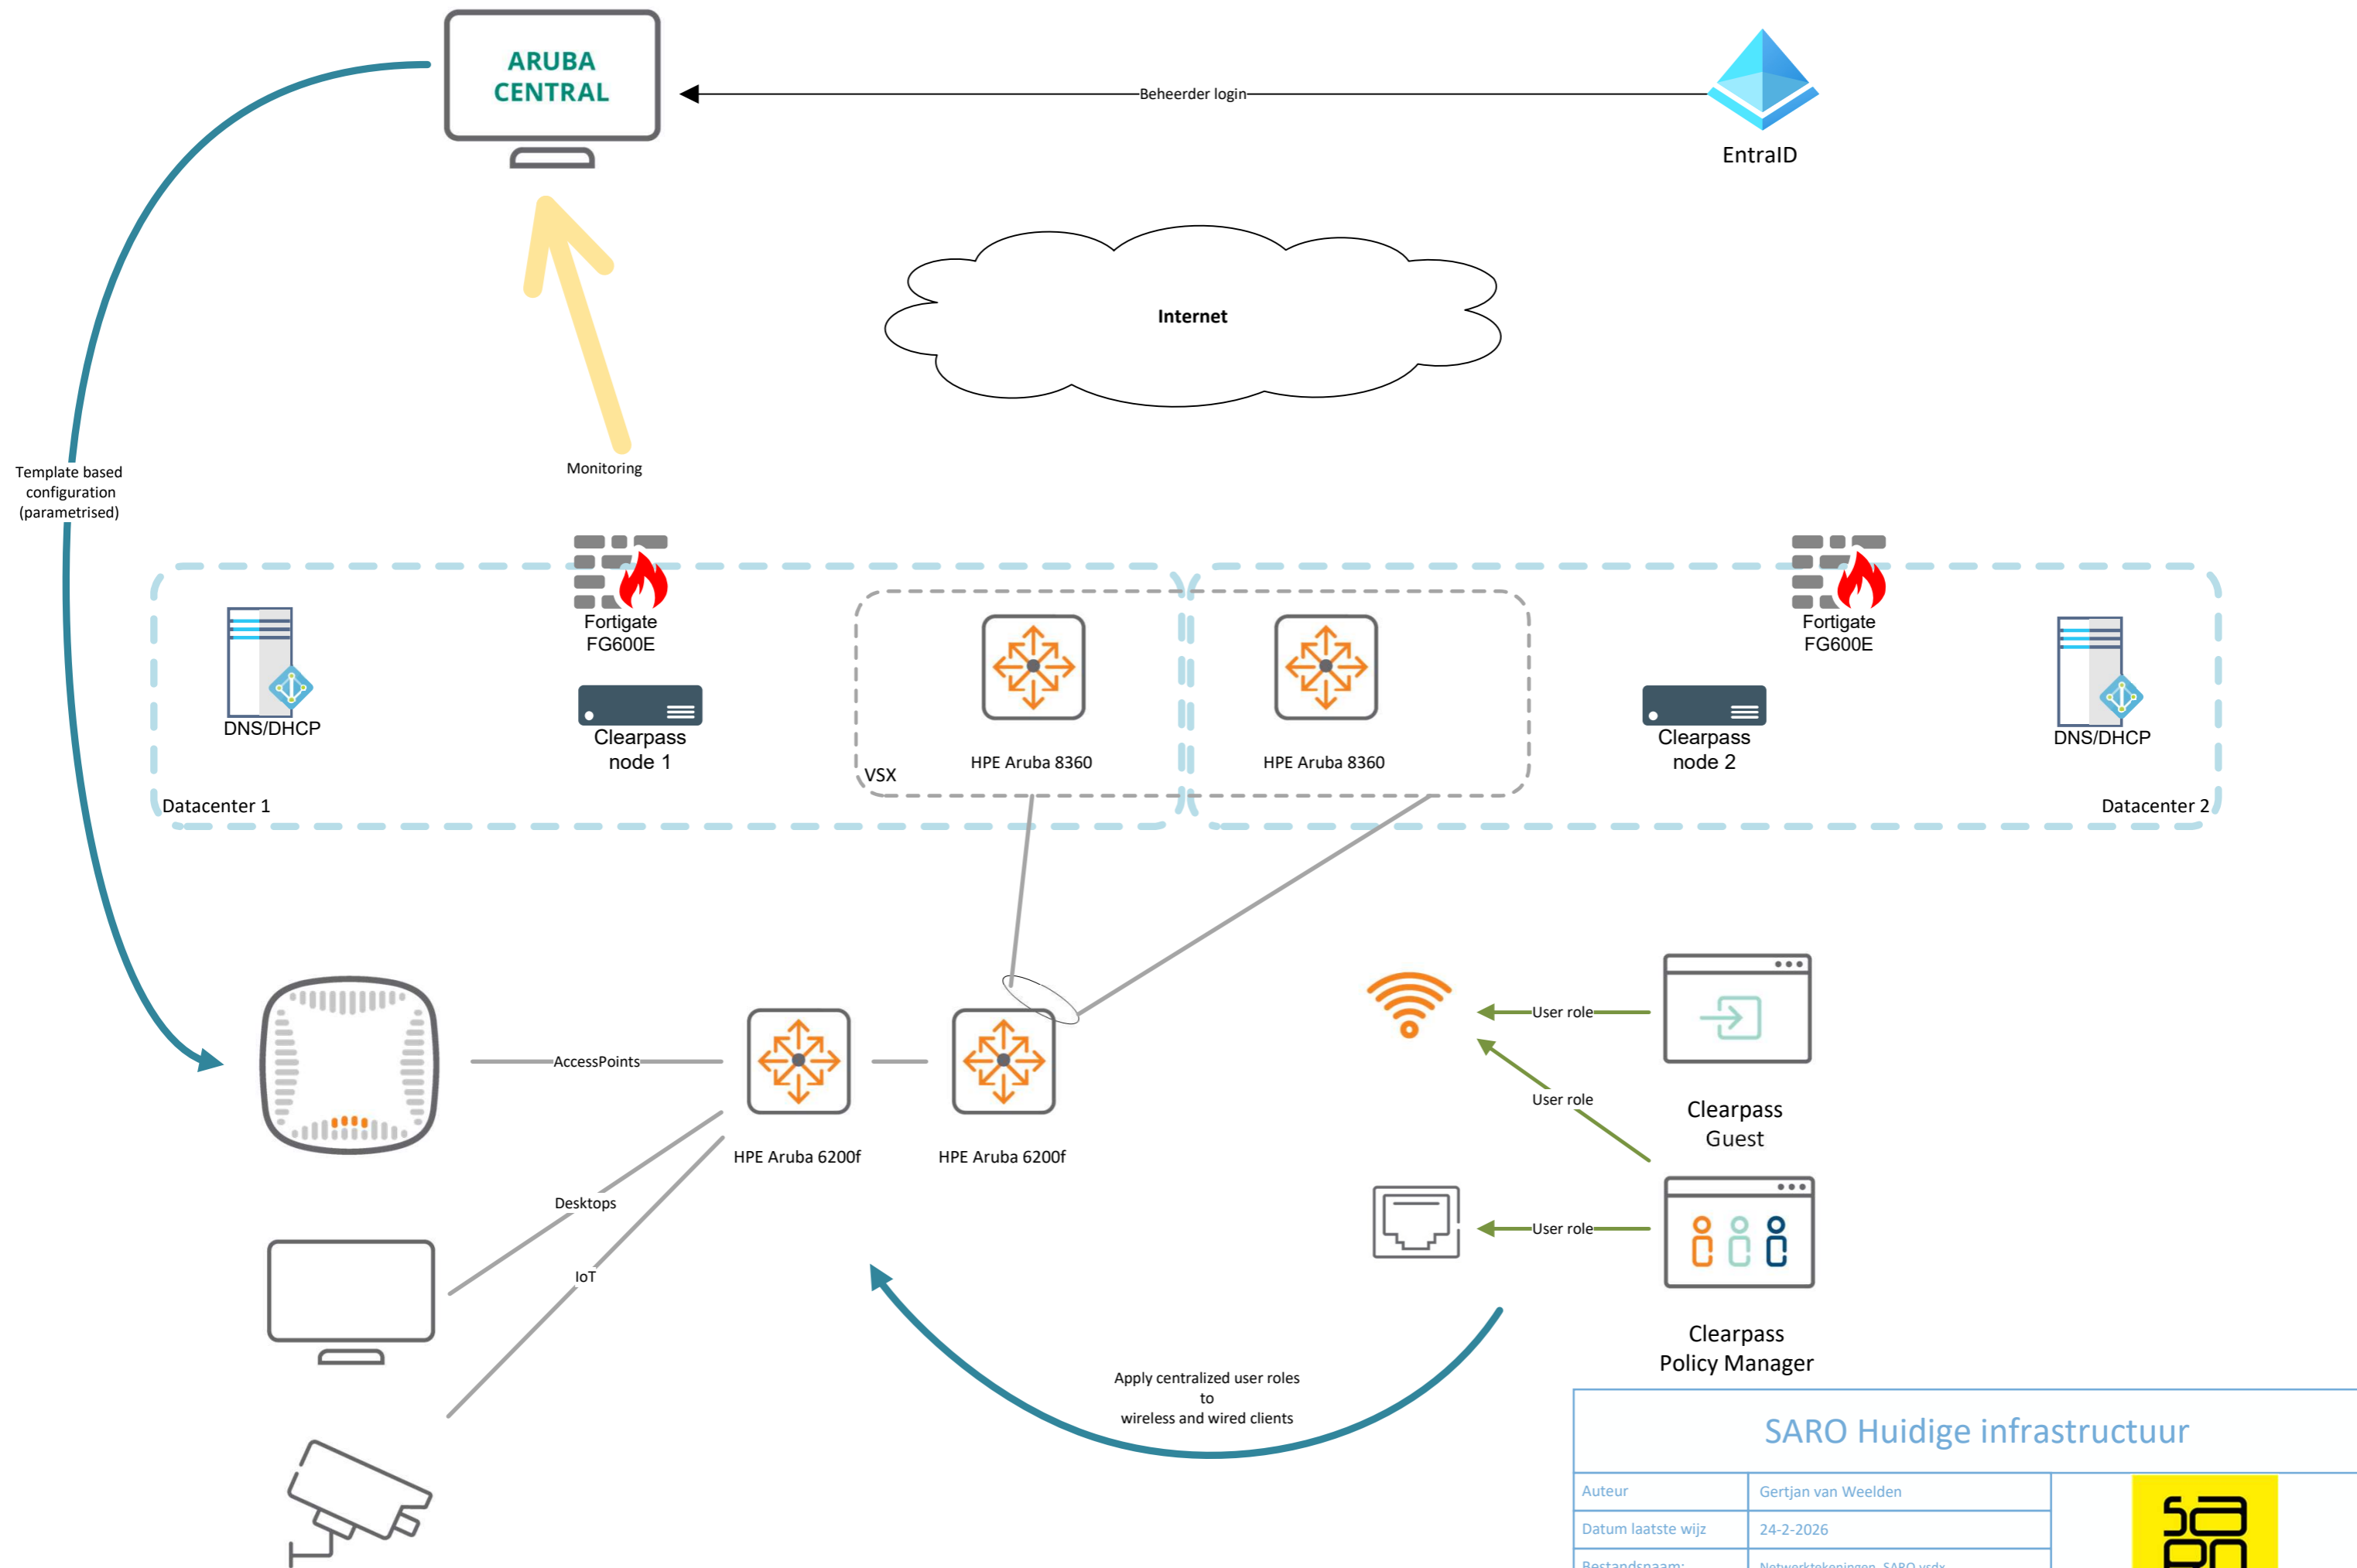 ARUBA
CENTRAL
Beheerder login
EntraID
Internet
Template based
configuration
(parametrised)
Monitoring
Fortigate
FG600E
Fortigate
FG600E
DNS/DHCP
Clearpass
node 1
VSX
HPE Aruba 8360
HPE Aruba 8360
Clearpass
node 2
DNS/DHCP
Datacenter 1
Datacenter 2
AccessPoints
HPE Aruba 6200f
HPE Aruba 6200f
Desktops
IoT
User role
Clearpass
Guest
User role
User role
Clearpass
Policy Manager
Apply centralized user roles
to
wireless and wired clients
SARO Huidige infrastructuur
Auteur
Gertjan van Weelden
Datum laatste wijz
24-2-2026
Bestandsnaam:
Netwerktekeningen SARO.vsdx